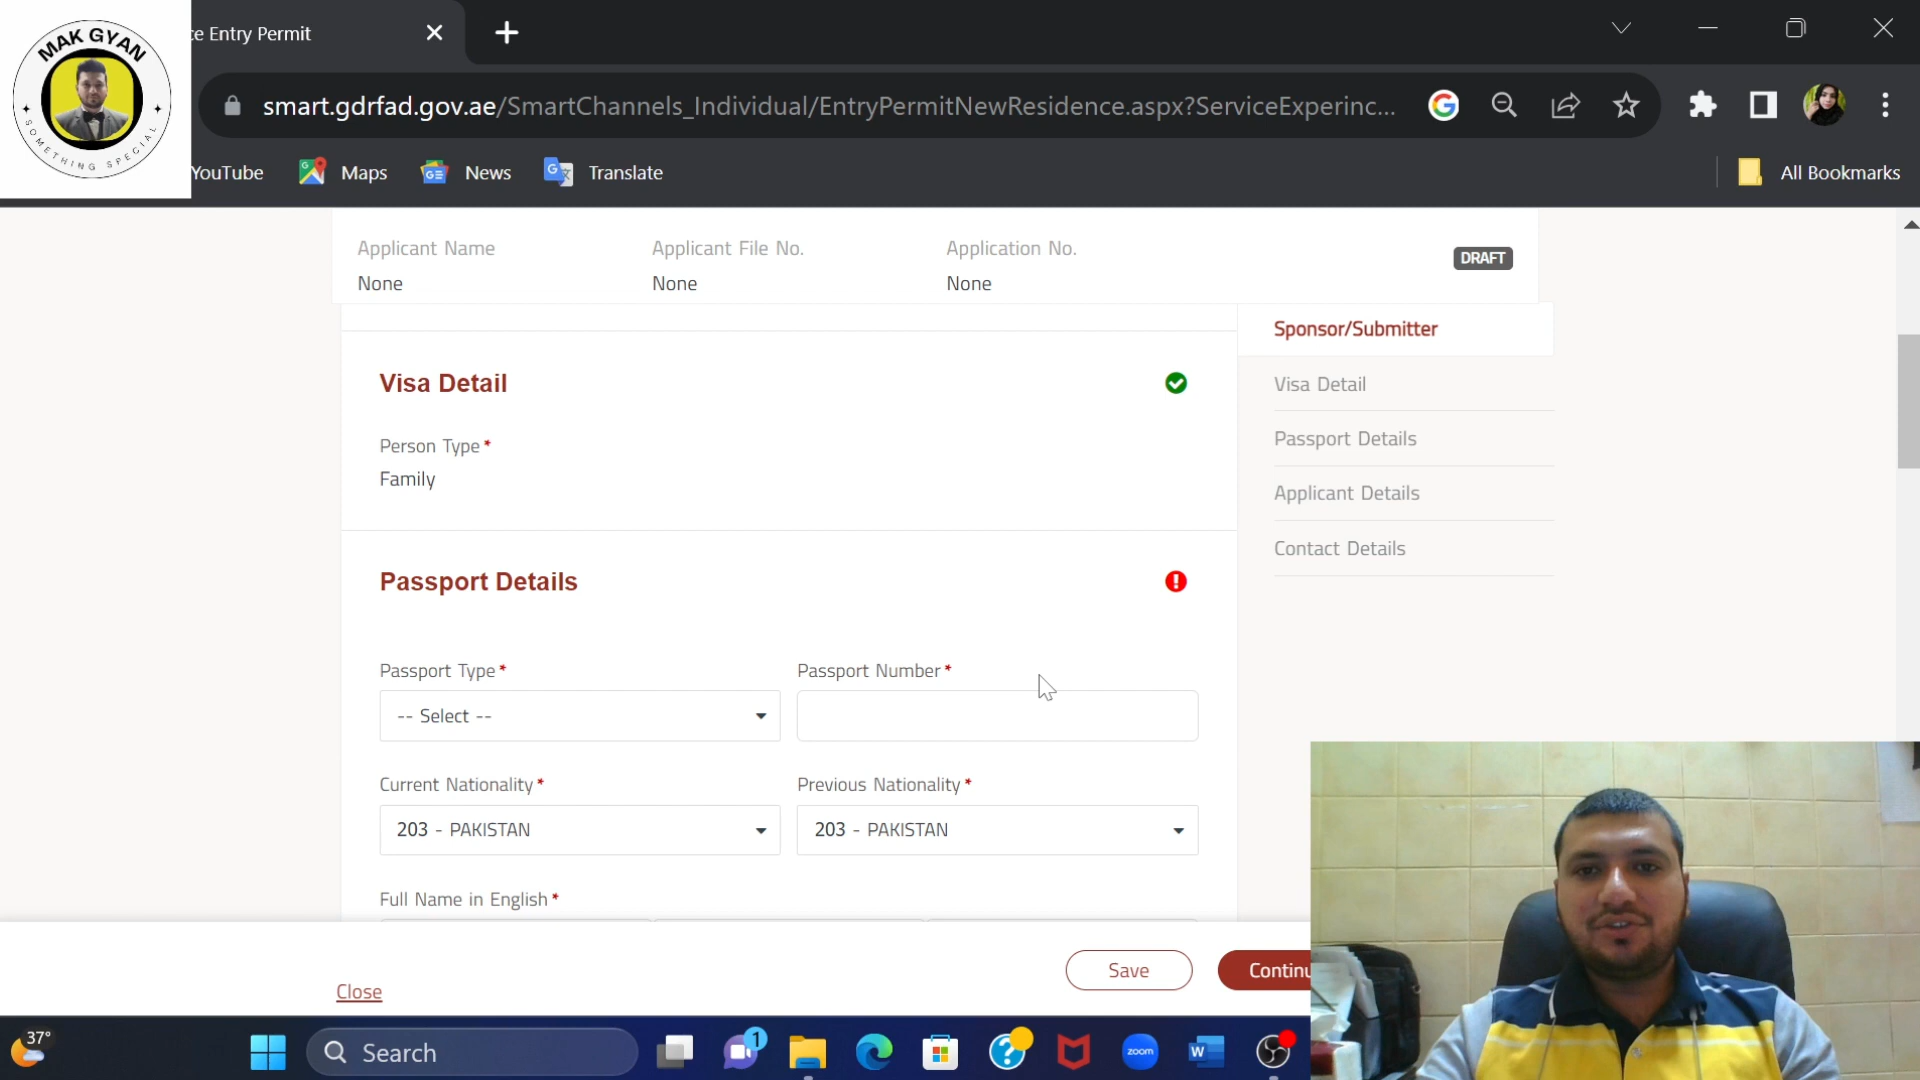 MAK GYAN
SOMETHING SPECIAL
ce Entry Permit
smart.gdrfad.gov.ae/SmartChannels_Individual/EntryPermitNewResidence.aspx?ServiceExperinc...
YouTube
Maps
News
Translate
All Bookmarks
Applicant Name
Applicant File No.
Application No.
DRAFT
None
None
None
Sponsor/Submitter
Visa Detail
Visa Detail
Person Type*
Family
Passport Details
Applicant Details
Contact Details
Passport Details
Passport Type*
Passport Number*
-- Select --
Current Nationality*
Previous Nationality*
203 - PAKISTAN
203 - PAKISTAN
Full Name in English*
Save
Continu
Close
37°
Search
1
zoom
W